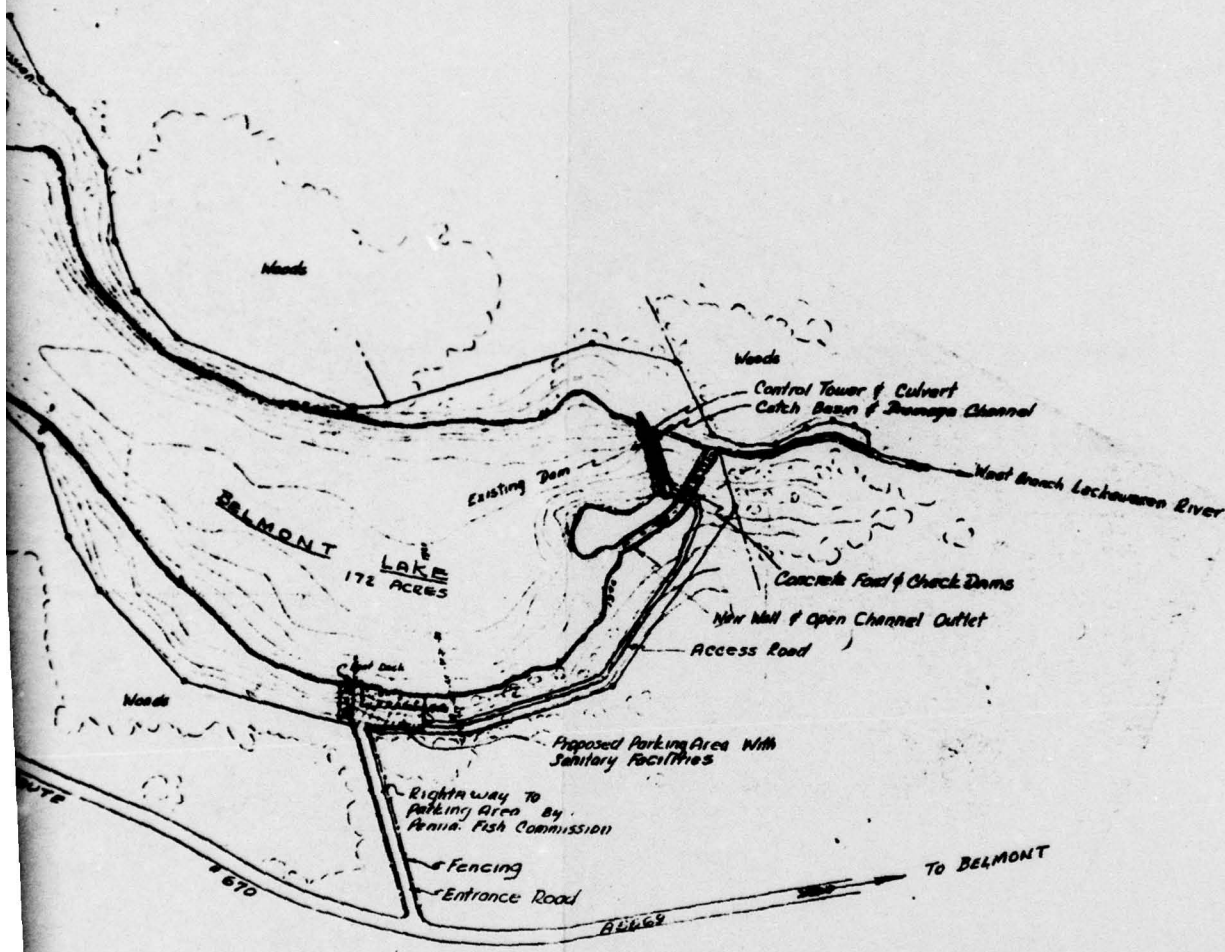 Woods
Woods
Control Tower & Culvert
Catch Basin & Drainage Channel
Existing Dam
West Branch Lackawaxen River
BELMONT
LAKE
172 ACRES
Concrete Ford & Check Dams
New Wall & Open Channel Outlet
Access Road
Boat Dock
Woods
Proposed Parking Area With
Sanitary Facilities
Rightaway To
Parking Area By
Penna. Fish Commission
Fencing
Entrance Road
ROUTE
# 670
TO BELMONT